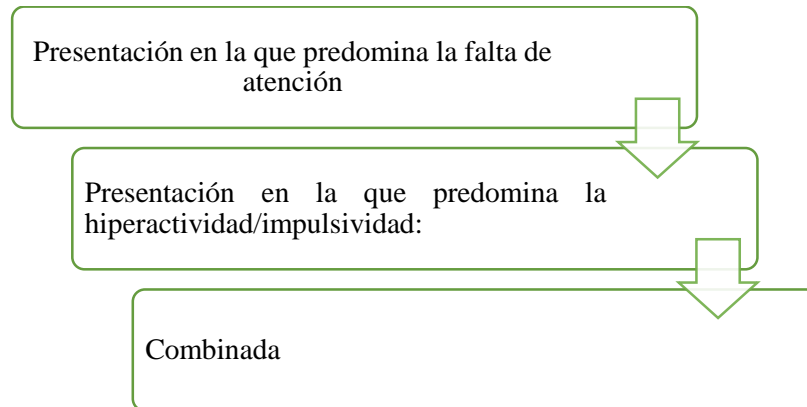 Presentación en la que predomina la falta de
atención
Presentación en la que predomina la
hiperactividad/impulsividad:
Combinada